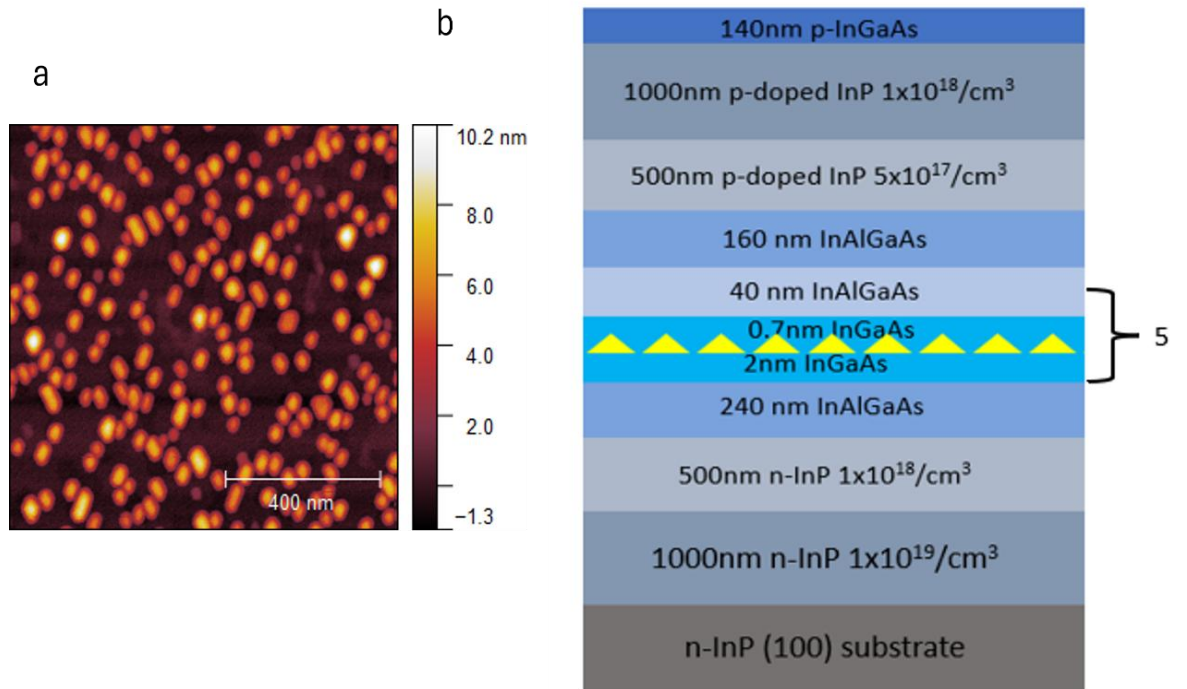 a
10.2 nm
8.0
6.0
4.0
2.0
−1.3
400 nm
b
140nm p-InGaAs
1000nm p-doped InP 1x10¹⁸/cm³
500nm p-doped InP 5x10¹⁷/cm³
160 nm InAlGaAs
40 nm InAlGaAs
0.7nm InGaAs
2nm InGaAs
5
240 nm InAlGaAs
500nm n-InP 1x10¹⁸/cm³
1000nm n-InP 1x10¹⁹/cm³
n-InP (100) substrate